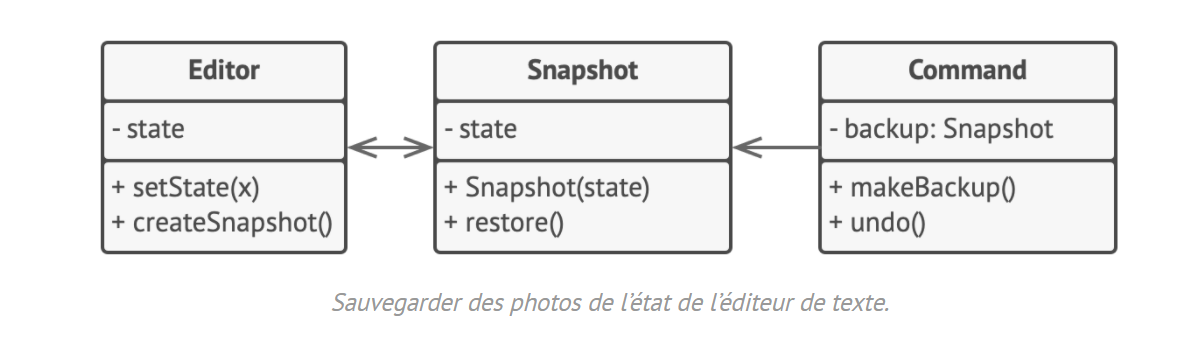 Editor
- state
+ setState(x)
+ createSnapshot()
Snapshot
- state
+ Snapshot(state)
+ restore()
Command
- backup: Snapshot
+ makeBackup()
+ undo()
Sauvegarder des photos de l’état de l’éditeur de texte.